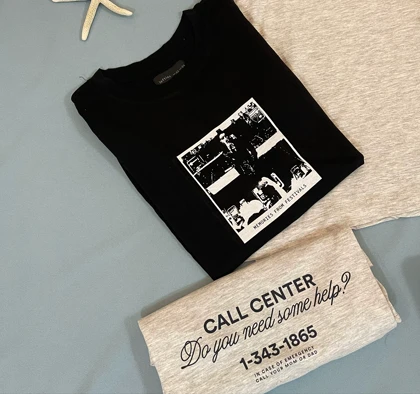 MEMORIES FROM FESTIVALS
CALL CENTER
Do you need some help?
1-343-1865
IN CASE OF EMERGENCY
CALL YOUR MOM OR DAD